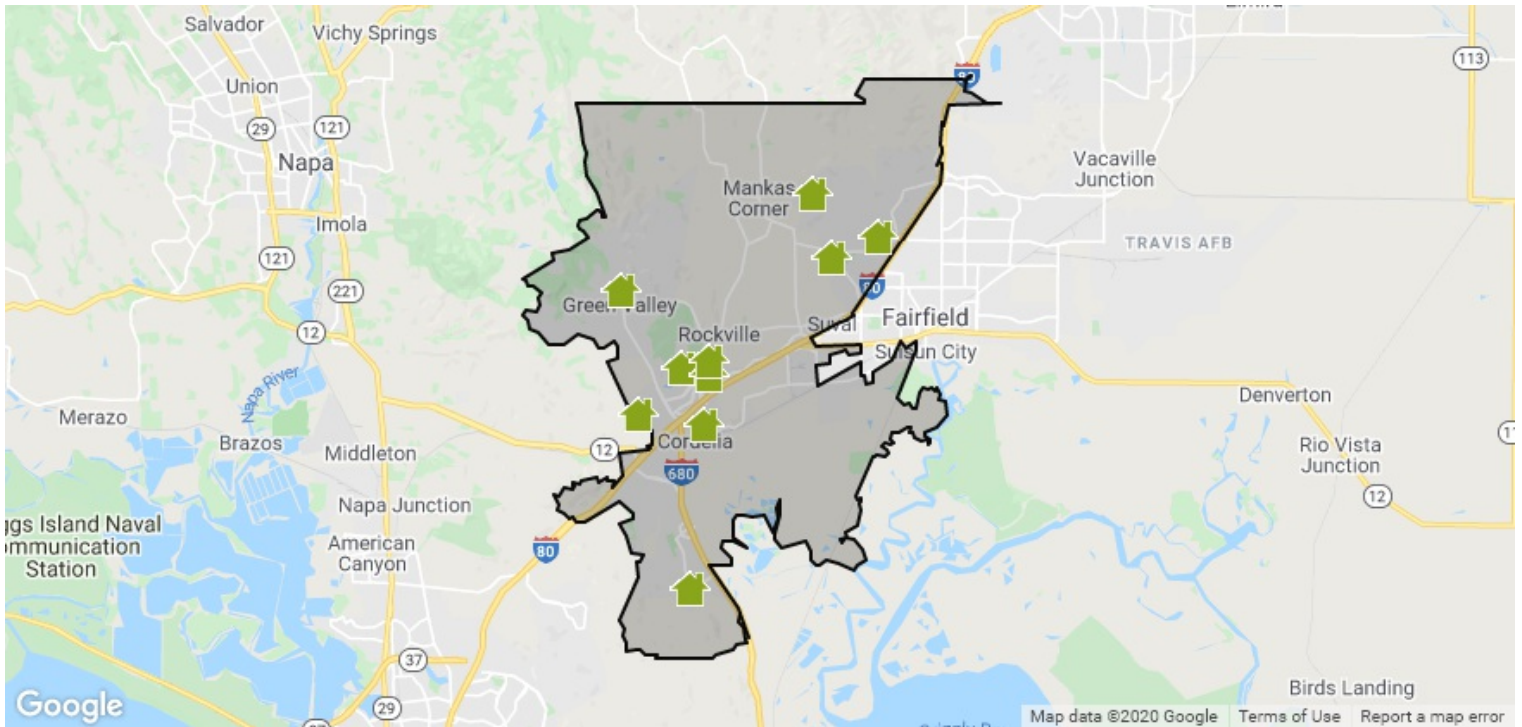 Salvador
Vichy Springs
Union
29
121
Napa
121
Imola
221
12
Napa River
Merazo
Brazos
Middleton
12
Napa Junction
ggs Island Naval
ommunication
Station
American
Canyon
80
37
29
Google
80
113
Vacaville
Junction
Mankas
Corner
TRAVIS AFB
80
Green Valley
Rockville
Suval
Fairfield
Suisun City
Cordelia
680
Denverton
Rio Vista
Junction
12
Birds Landing
Map data ©2020 Google
Terms of Use
Report a map error